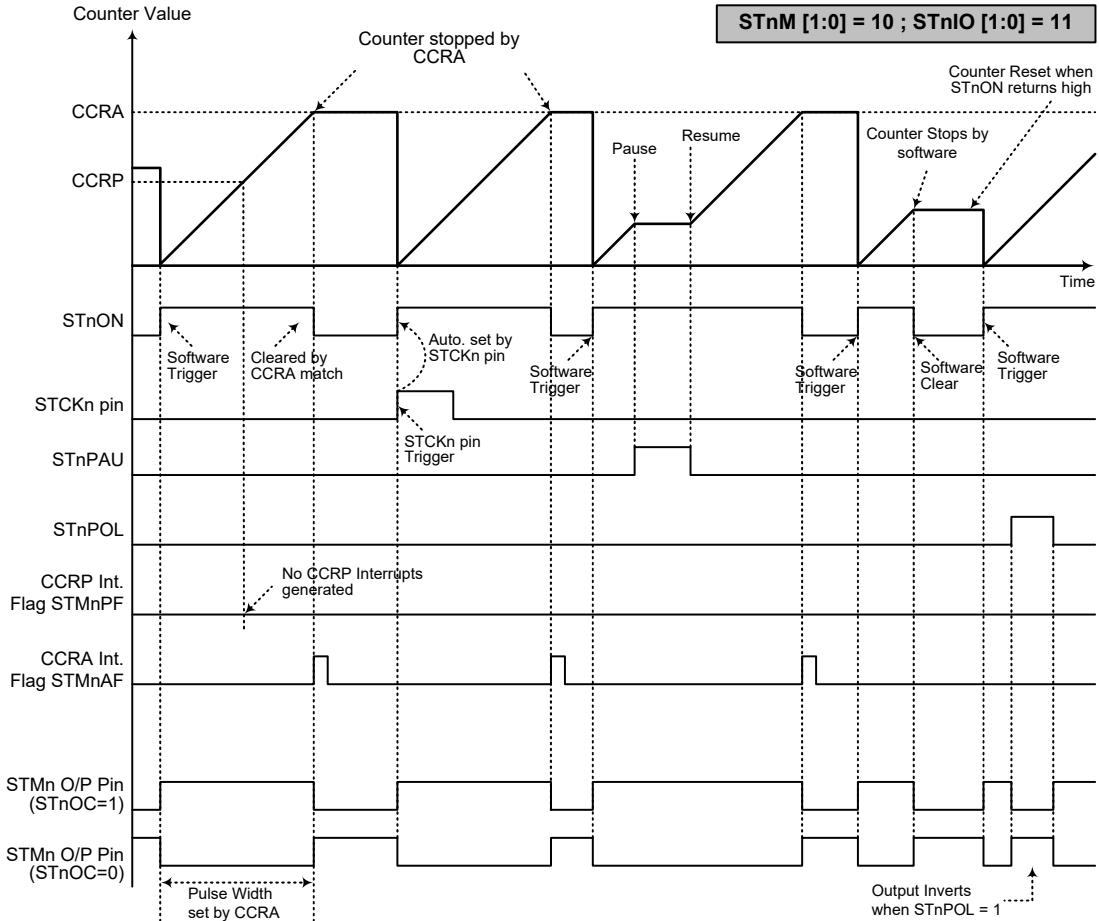 Counter Value
STnM [1:0] = 10 ; STnIO [1:0] = 11
Counter stopped by
CCRA
Counter Reset when
STnON returns high
CCRA
Pause
Resume
Counter Stops by
software
CCRP
Time
STnON
Software
Trigger
Cleared by
CCRA match
Auto. set by
STCKn pin
Software
Trigger
Software
Trigger
Software
Clear
Software
Trigger
STCKn pin
STCKn pin
Trigger
STnPAU
STnPOL
No CCRP Interrupts
generated
CCRP Int.
Flag STMnPF
CCRA Int.
Flag STMnAF
STMn O/P Pin
(STnOC=1)
STMn O/P Pin
(STnOC=0)
Pulse Width
set by CCRA
Output Inverts
when STnPOL = 1